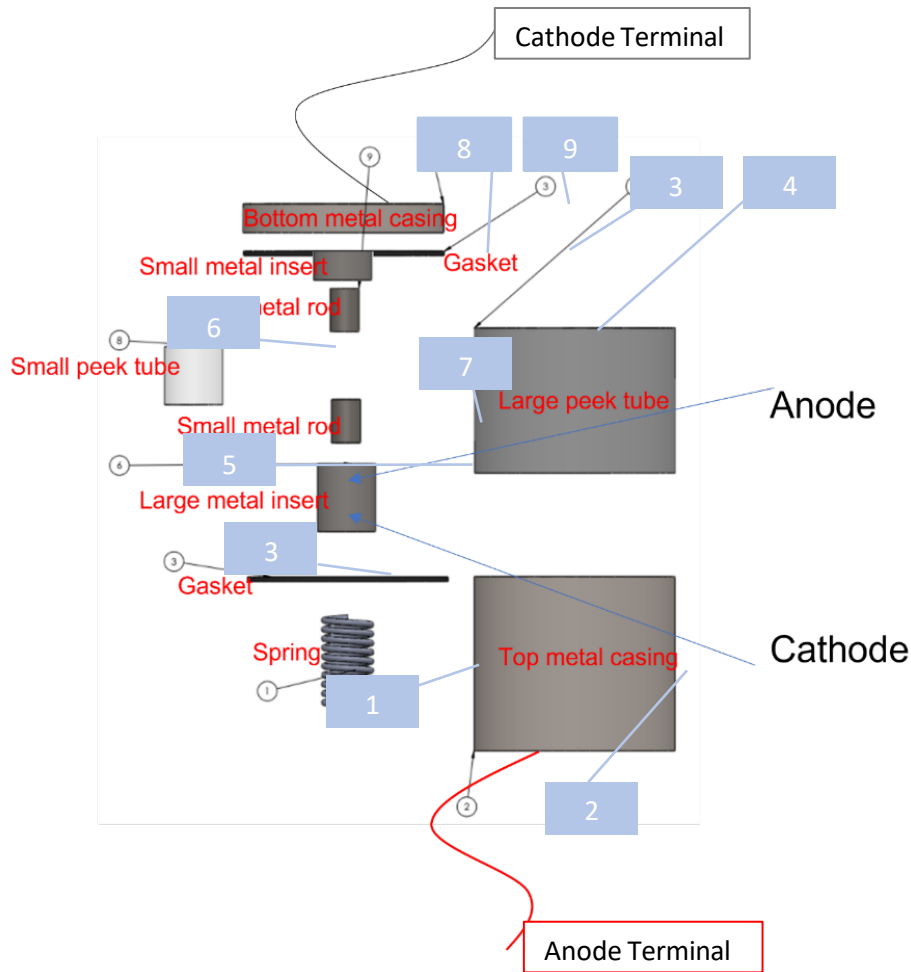 Cathode Terminal
8
9
9
3
3
4
Bottom metal casing
Small metal insert
Gasket
metal rod
6
8
Small peek tube
7
Large peek tube
Anode
Small metal rod
6
5
Large metal insert
3
3
Gasket
Spring
Top metal casing
Cathode
1
1
2
2
Anode Terminal